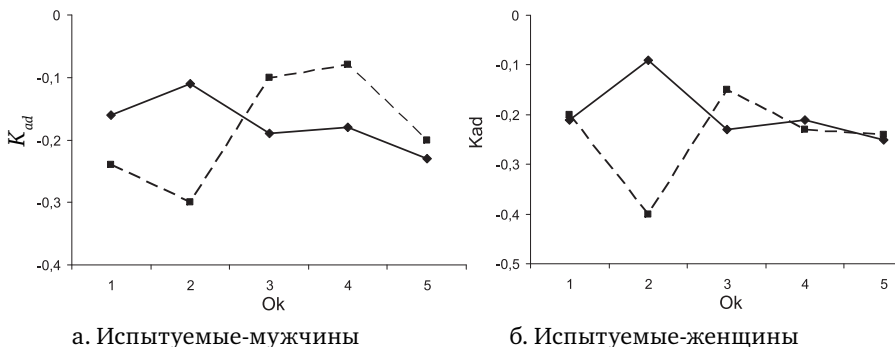 0
-0,1
-0,2
-0,3
-0,4
K ad
1 2 3 4 5
Ok
а. Испытуемые-мужчины
0
-0,1
-0,2
-0,3
-0,4
-0,5
Kad
1 2 3 4 5
Ok
б. Испытуемые-женщины